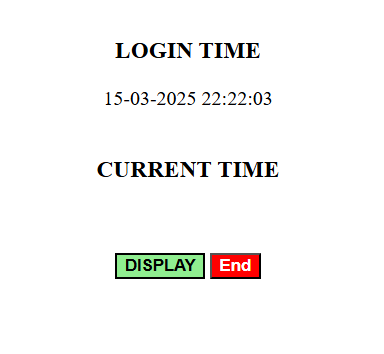 LOGIN TIME
15-03-2025 22:22:03
CURRENT TIME
DISPLAY End